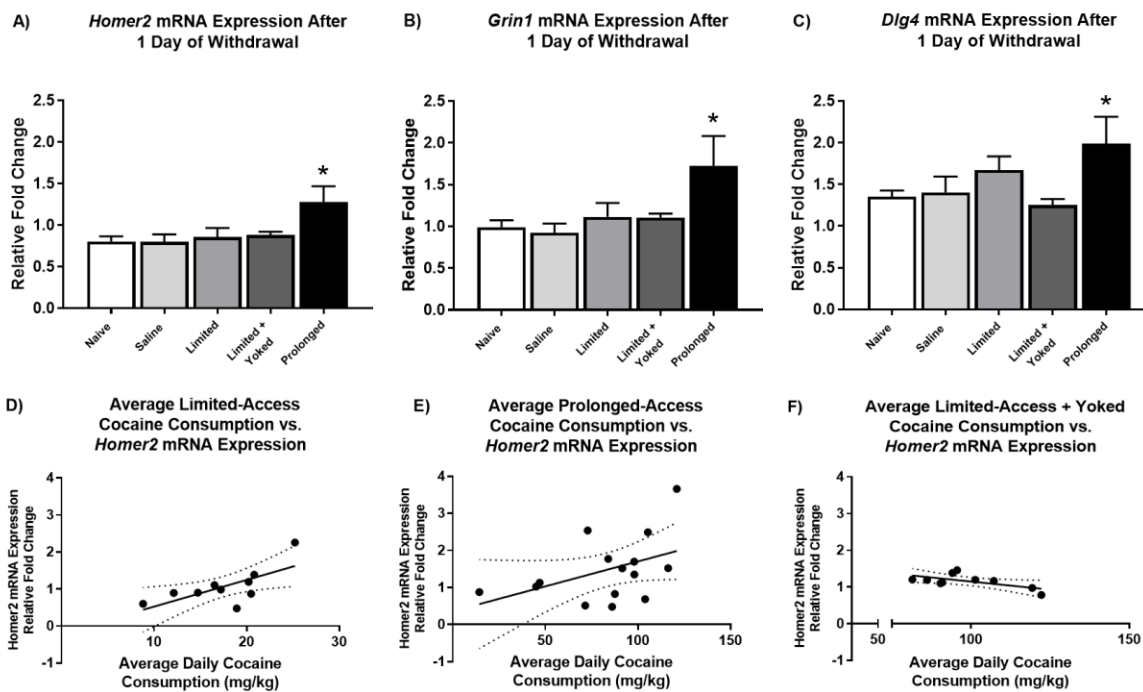 A)
Homer2 mRNA Expression After
1 Day of Withdrawal
Relative Fold Change
2.5
2.0
1.5
1.0
0.5
0.0
*
Naive
Saline
Limited
Limited +
Yoked
Prolonged
B)
Grin1 mRNA Expression After
1 Day of Withdrawal
Relative Fold Change
2.5
2.0
1.5
1.0
0.5
0.0
*
Naive
Saline
Limited
Limited +
Yoked
Prolonged
C)
Dlg4 mRNA Expression After
1 Day of Withdrawal
Relative Fold Change
2.5
2.0
1.5
1.0
0.5
0.0
*
Naive
Saline
Limited
Limited +
Yoked
Prolonged
D)
Average Limited-Access
Cocaine Consumption vs.
Homer2 mRNA Expression
Homer2 mRNA Expression
Relative Fold Change
4
3
2
1
0
-1
10
20
30
Average Daily Cocaine
Consumption (mg/kg)
E)
Average Prolonged-Access
Cocaine Consumption vs.
Homer2 mRNA Expression
Homer2 mRNA Expression
Relative Fold Change
4
3
2
1
0
-1
50
100
150
Average Daily Cocaine
Consumption (mg/kg)
F)
Average Limited-Access + Yoked
Cocaine Consumption vs.
Homer2 mRNA Expression
Homer2 mRNA Expression
Relative Fold Change
4
3
2
1
0
-1
50
100
150
Average Daily Cocaine
Consumption (mg/kg)